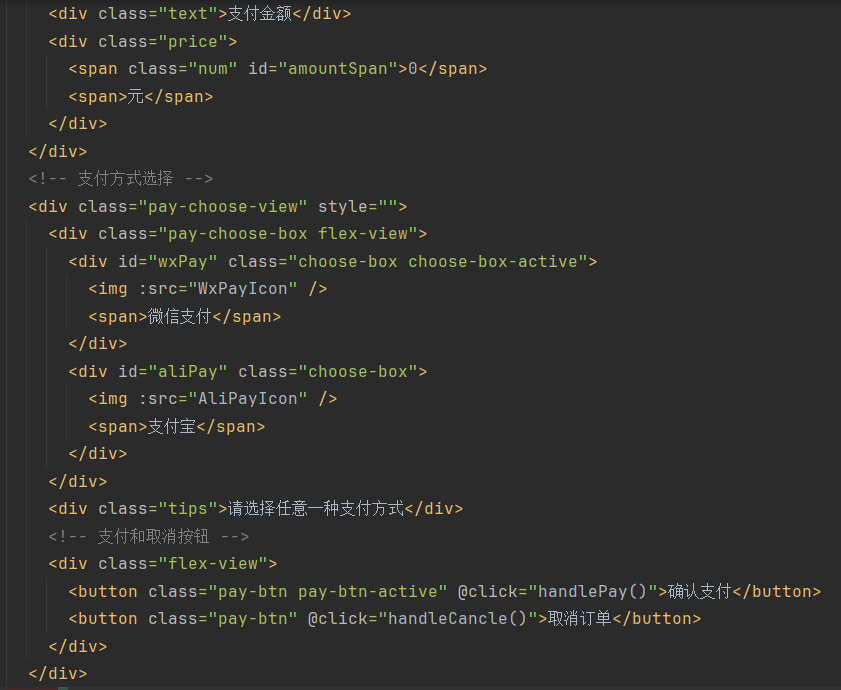 <div class="text">支付金额</div>
<div class="price">
<span class="num" id="amountSpan">0</span>
<span>元</span>
</div>
</div>
<!-- 支付方式选择 -->
<div class="pay-choose-view" style="">
<div class="pay-choose-box flex-view">
<div id="wxPay" class="choose-box choose-box-active">
<img :src="WxPayIcon" />
<span>微信支付</span>
</div>
<div id="aliPay" class="choose-box">
<img :src="AliPayIcon" />
<span>支付宝</span>
</div>
</div>
<div class="tips">请选择任意一种支付方式</div>
<!-- 支付和取消按钮 -->
<div class="flex-view">
<button class="pay-btn pay-btn-active" @click="handlePay()">确认支付</button>
<button class="pay-btn" @click="handleCancle()">取消订单</button>
</div>
</div>